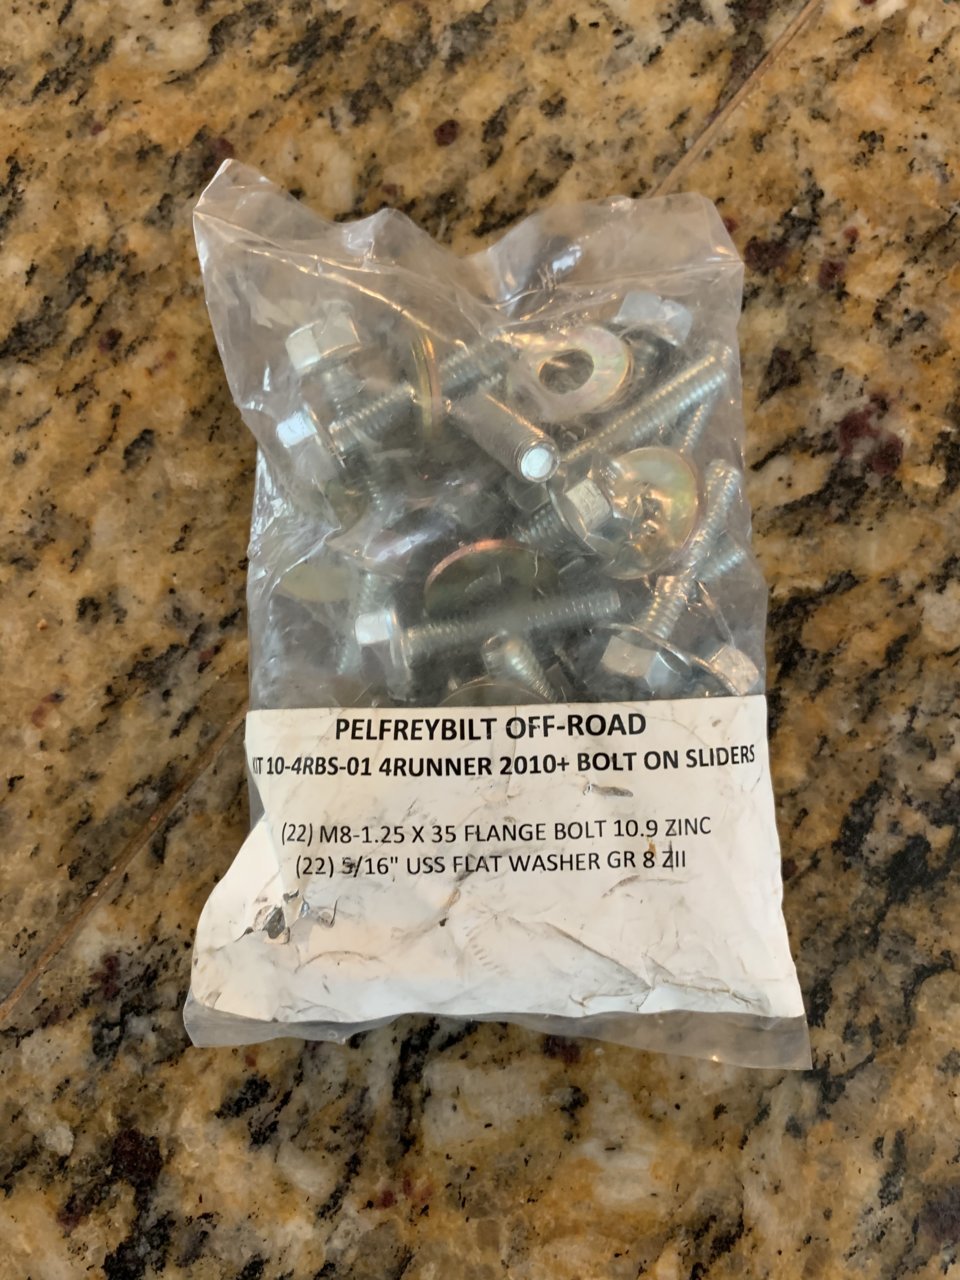 PELFREYBILT OFF-ROAD
10-4RBS-01 4RUNNER 2010+ BOLT ON SLIDERS
(22) M8-1.25 X 35 FLANGE BOLT 10.9 ZINC
(22) 5/16" USS FLAT WASHER GR 8 ZII